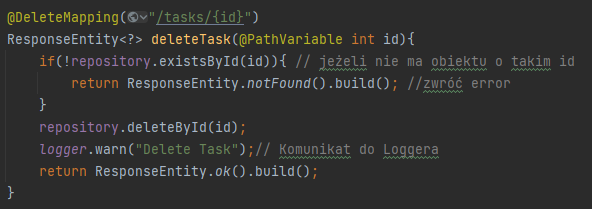 @DeleteMapping("/tasks/{id}")
ResponseEntity<?> deleteTask(@PathVariable int id){
    if(!repository.existsById(id)){ // jeżeli nie ma obiektu o takim id
        return ResponseEntity.notFound().build(); //zwróć error
    }
    repository.deleteById(id);
    logger.warn("Delete Task");// Komunikat do Loggera
    return ResponseEntity.ok().build();
}